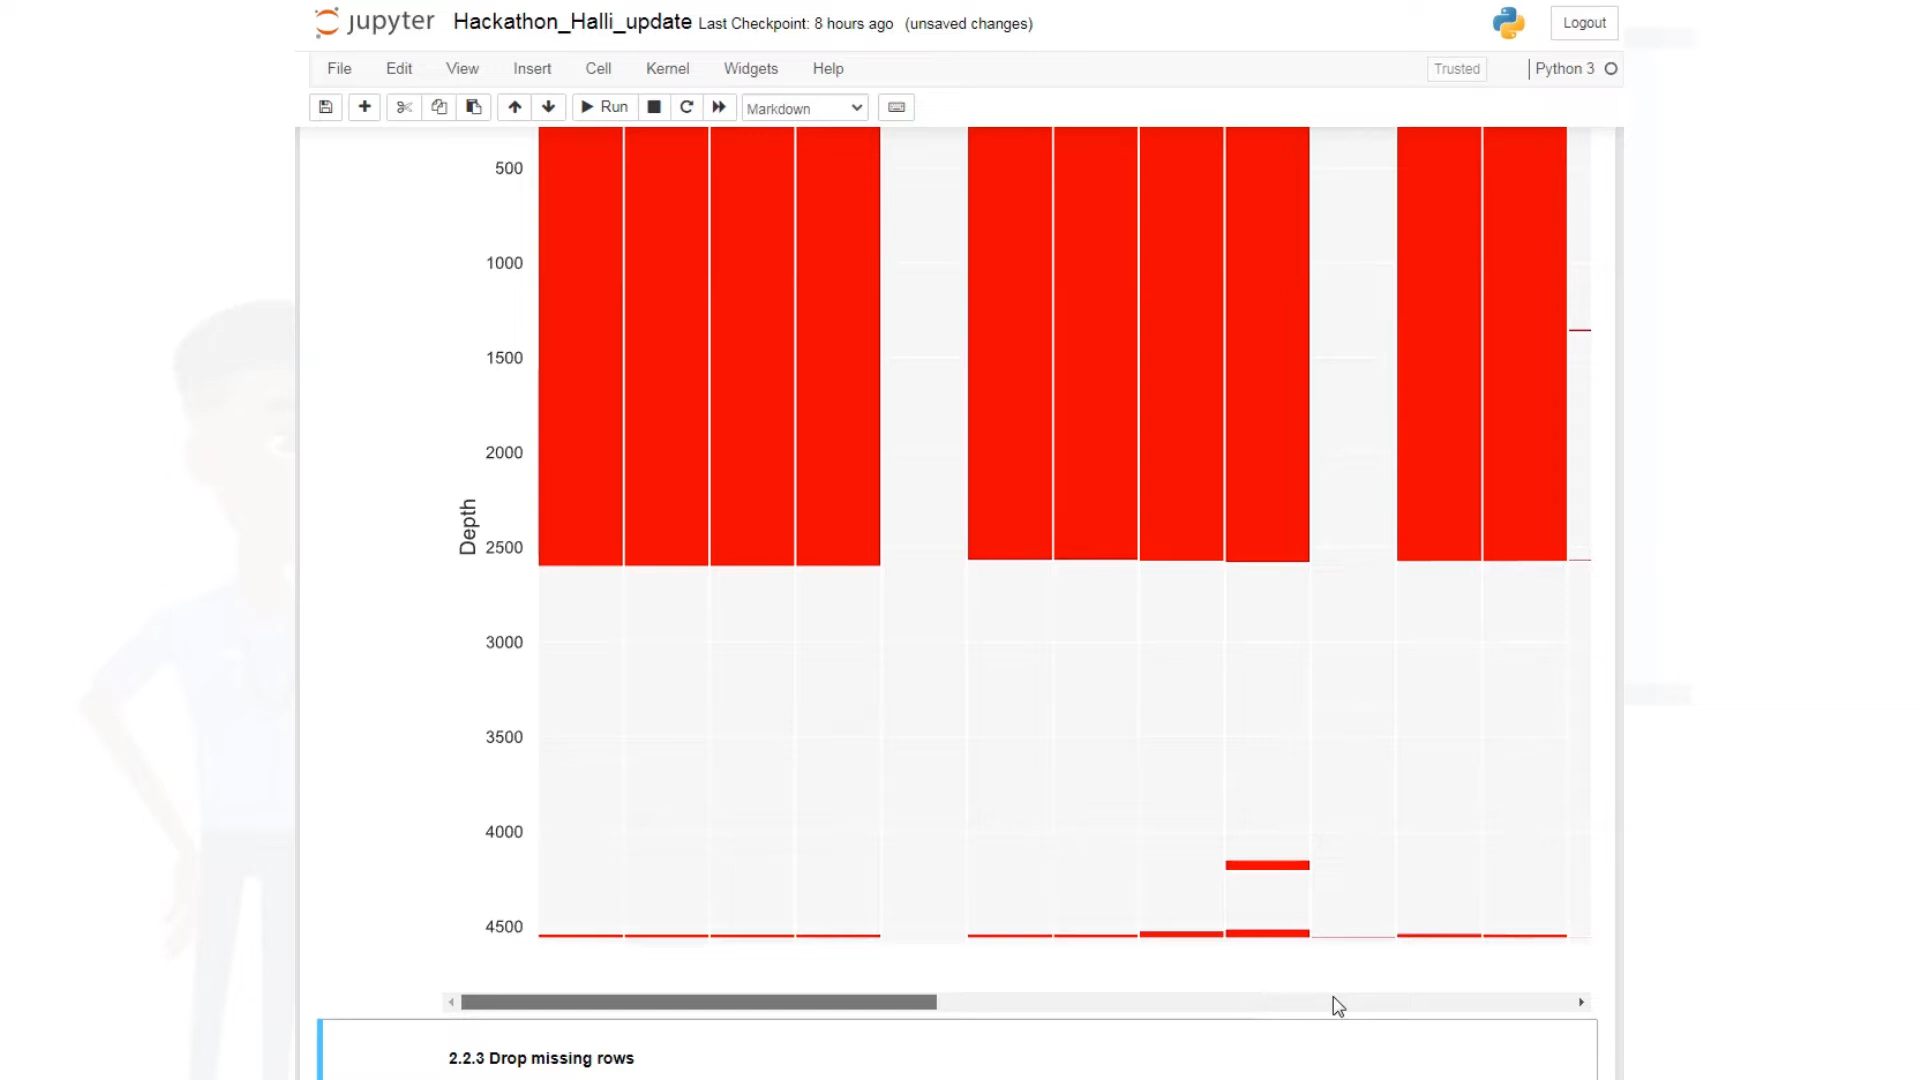 jupyter Hackathon_Halli_update Last Checkpoint: 8 hours ago (unsaved changes) Logout
File Edit View Insert Cell Kernel Widgets Help Trusted Python 3
Run Markdown
500
1000
1500
2000
Depth
2500
3000
3500
4000
4500
2.2.3 Drop missing rows